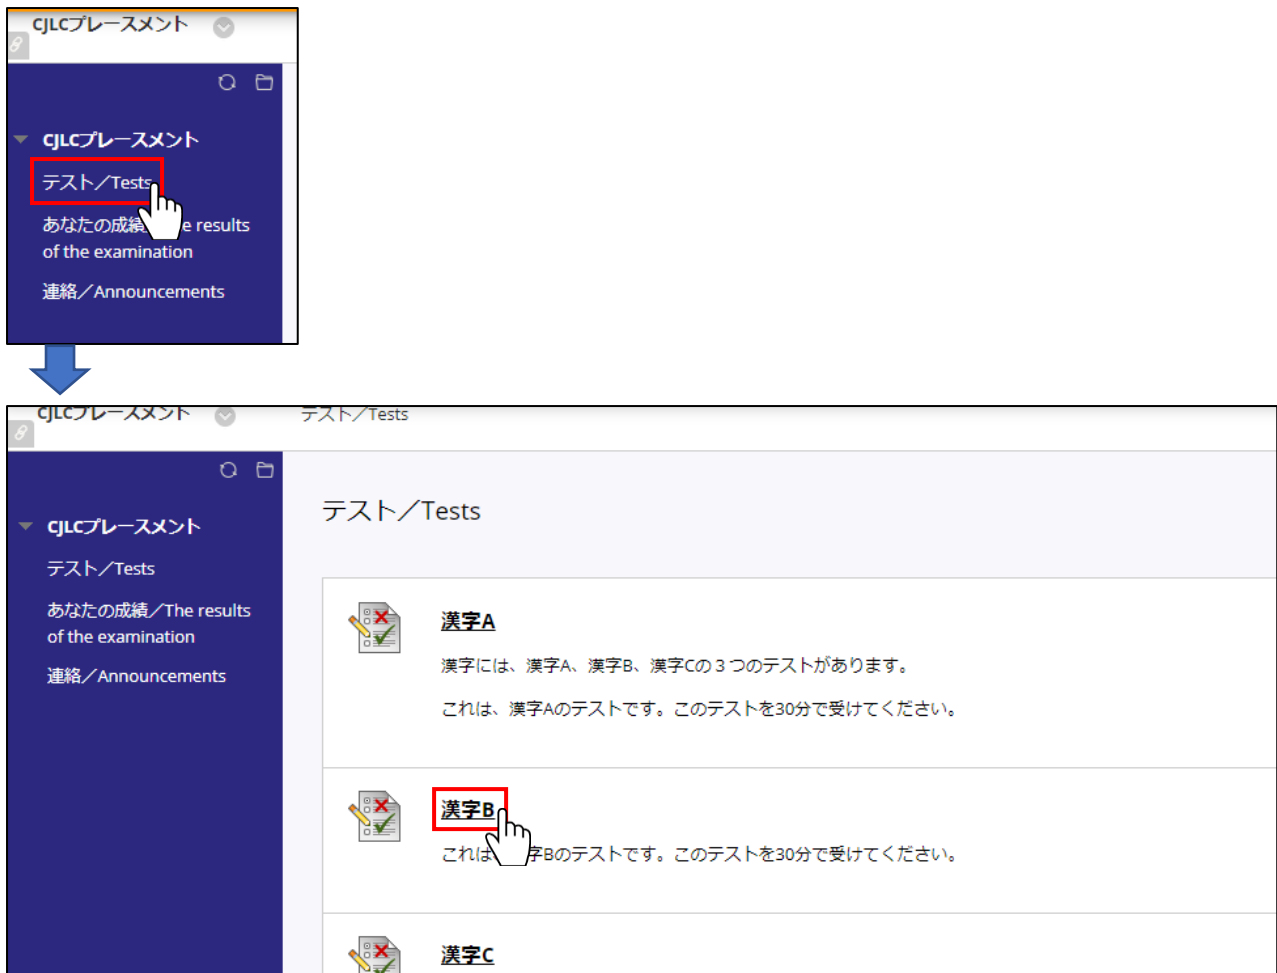 CJLCプレースメント
CJLCプレースメント
テスト／Tests
あなたの成績 e results
of the examination
連絡／Announcements
CJLCプレースメント テスト／Tests
CJLCプレースメント
テスト／Tests
あなたの成績／The results
of the examination
連絡／Announcements
テスト／Tests
漢字A
漢字には、漢字A、漢字B、漢字Cの３つのテストがあります。
これは、漢字Aのテストです。このテストを30分で受けてください。
漢字B
これは、 字Bのテストです。このテストを30分で受けてください。
漢字C